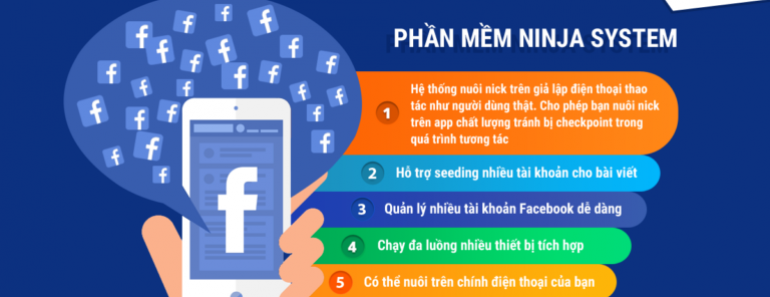 PHẦN MỀM NINJA SYSTEM
1
Hệ thống nuôi nick trên giả lập điện thoại thao
tác như người dùng thật. Cho phép bạn nuôi nick
trên app chất lượng tránh bị checkpoint trong
quá trình tương tác
2 Hỗ trợ seeding nhiều tài khoản cho bài viết
3 Quản lý nhiều tài khoản Facebook dễ dàng
4 Chạy đa luồng nhiều thiết bị tích hợp
5 Có thể nuôi trên chính điện thoại của bạn